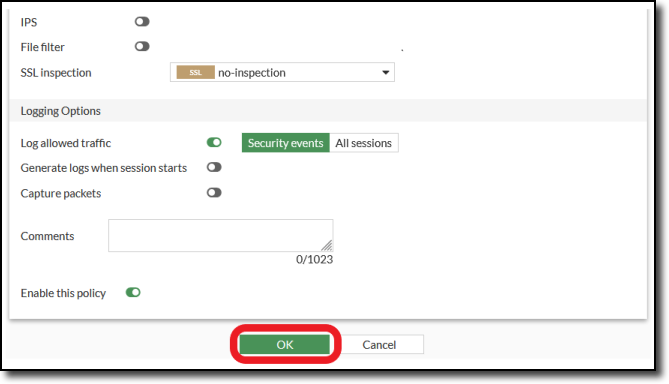 IPS
File filter
SSL inspection SSL no-inspection
Logging Options
Log allowed traffic Security events All sessions
Generate logs when session starts
Capture packets
Comments
0/1023
Enable this policy
OK Cancel